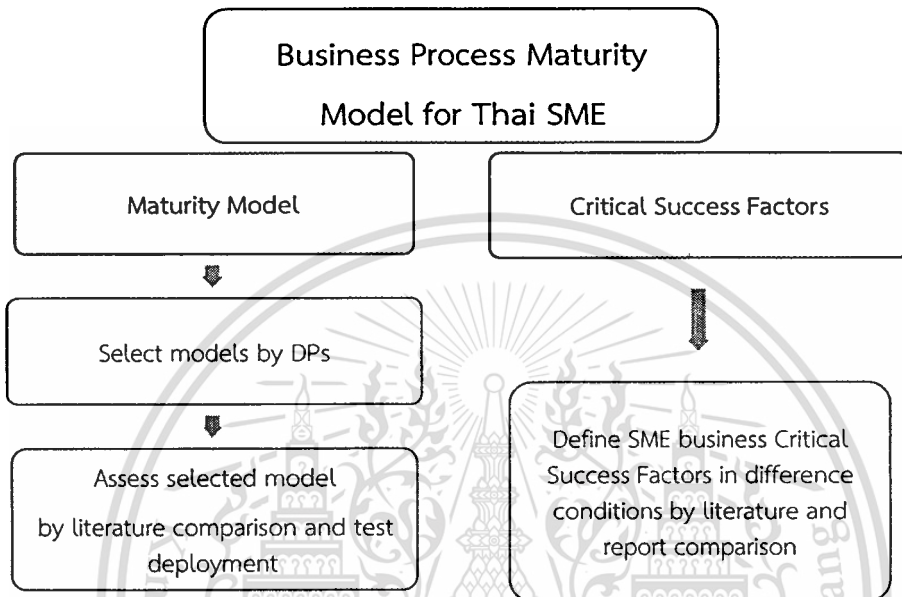 Business Process Maturity
Model for Thai SME
Maturity Model
Critical Success Factors
Select models by DPs
Assess selected model
by literature comparison and test
deployment
Define SME business Critical
Success Factors in difference
conditions by literature and
report comparison